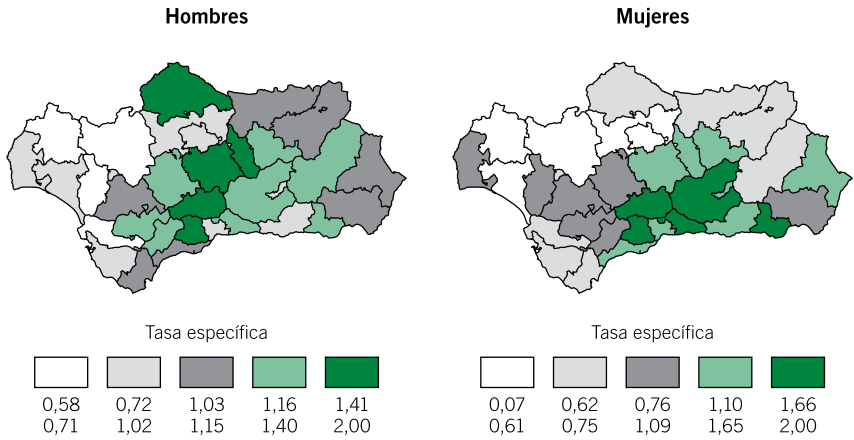 Hombres
Mujeres
Tasa específica
Tasa específica
0,58 0,72 1,03 1,16 1,41
0,71 1,02 1,15 1,40 2,00
0,07 0,62 0,76 1,10 1,66
0,61 0,75 1,09 1,65 2,00